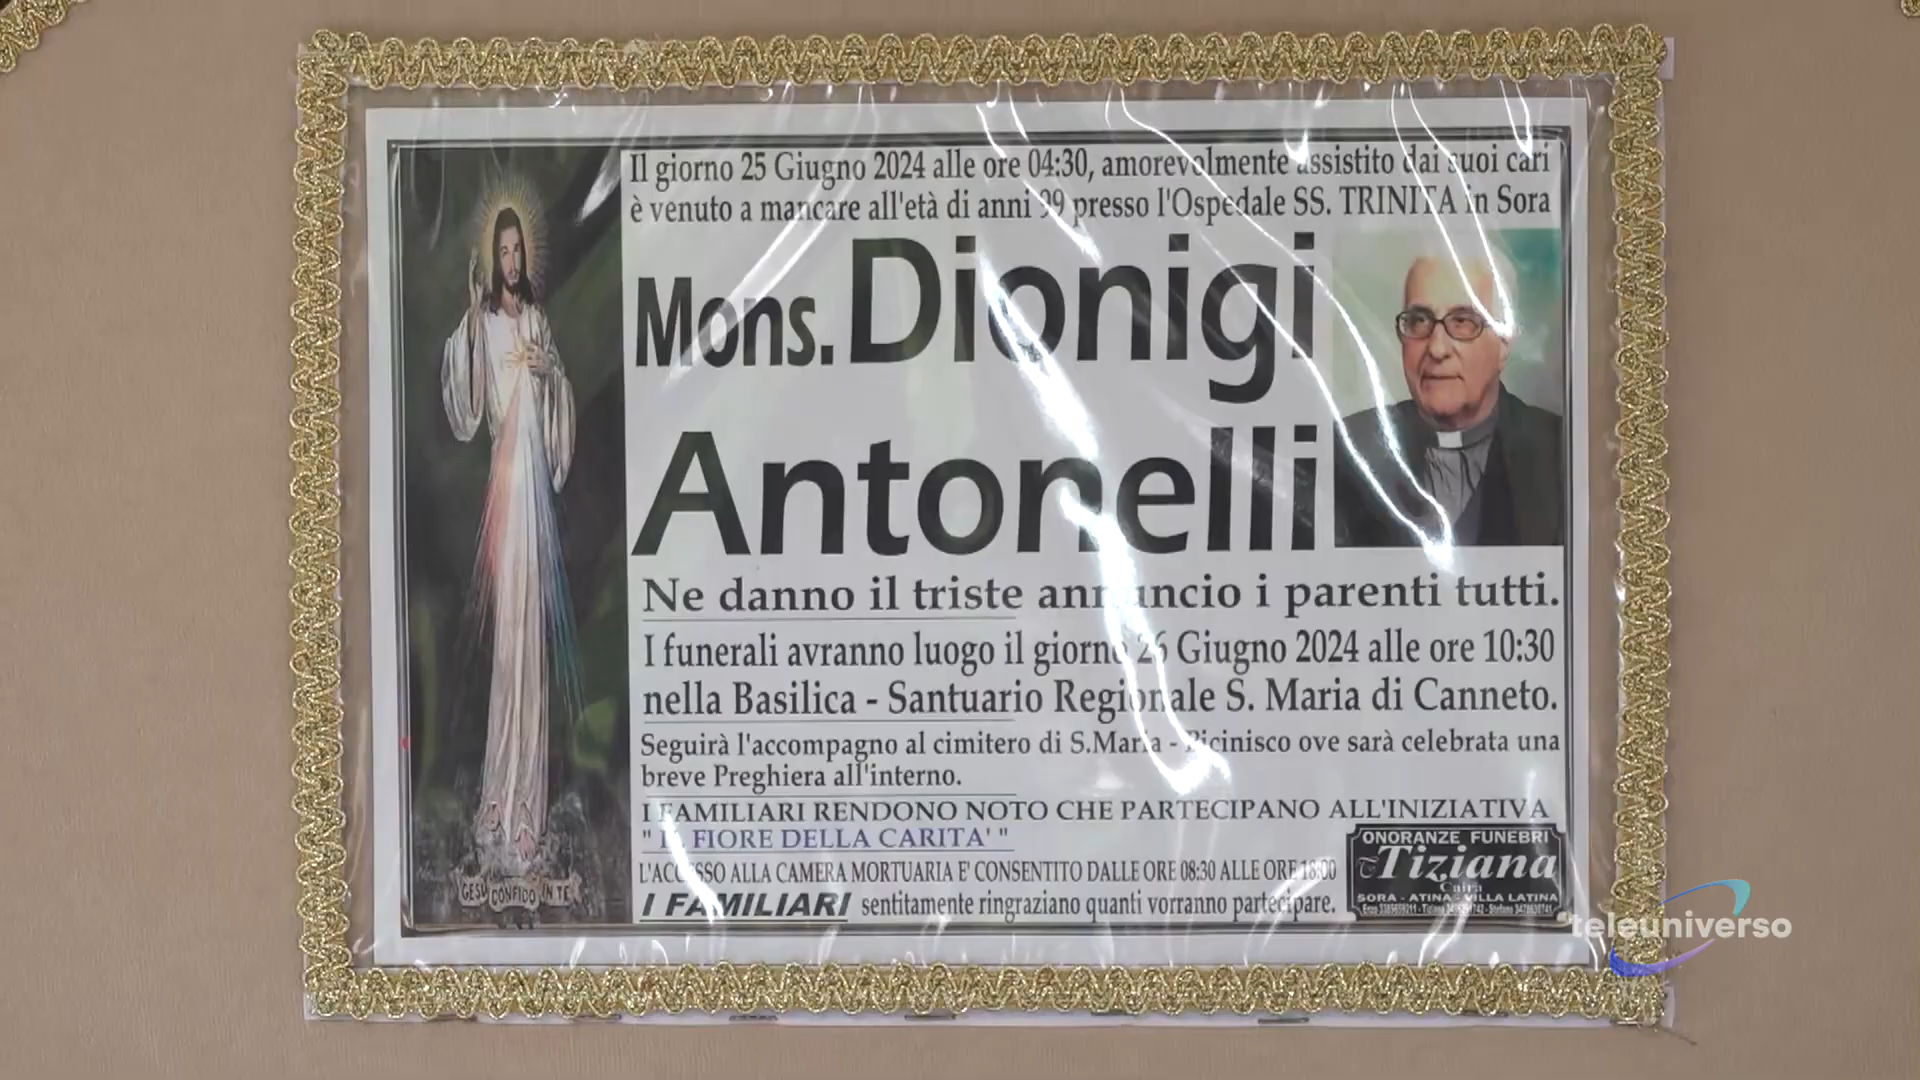 Il giorno 25 Giugno 2024 alle ore 04:30, amorevolmente assistito dai suoi cari
è venuto a mancare all'età di anni 99 presso l'Ospedale SS. TRINITA in Sora
Mons. Dionigi
Antonelli
Ne danno il triste annuncio i parenti tutti.
I funerali avranno luogo il giorno 26 Giugno 2024 alle ore 10:30
nella Basilica - Santuario Regionale S. Maria di Canneto.
Seguirà l'accompagno al cimitero di S.Maria - Picinisco ove sarà celebrata una
breve Preghiera all'interno.
I FAMILIARI RENDONO NOTO CHE PARTECIPANO ALL'INIZIATIVA
" IL FIORE DELLA CARITA' "
L'ACCESSO ALLA CAMERA MORTUARIA E' CONSENTITO DALLE ORE 08:30 ALLE ORE 18:00
I FAMILIARI sentitamente ringraziano quanti vorranno partecipare.
GESÙ CONFIDO IN TE
ONORANZE FUNEBRI
Tiziana
Caira
SORA - ATINA - VILLA LATINA
teleuniverso